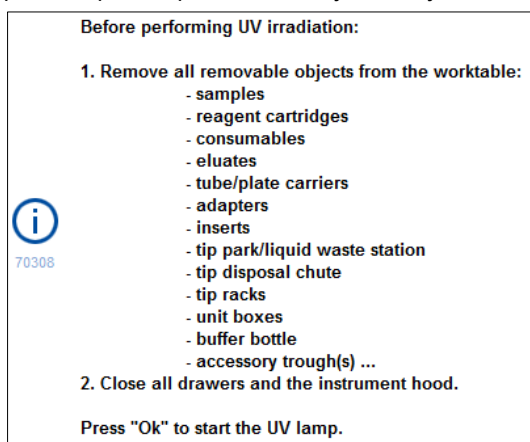 Before performing UV irradiation:
1. Remove all removable objects from the worktable:
- samples
- reagent cartridges
- consumables
- eluates
- tube/plate carriers
- adapters
- inserts
- tip park/liquid waste station
- tip disposal chute
- tip racks
- unit boxes
- buffer bottle
- accessory trough(s) ...
2. Close all drawers and the instrument hood.
Press "Ok" to start the UV lamp.
i
70308